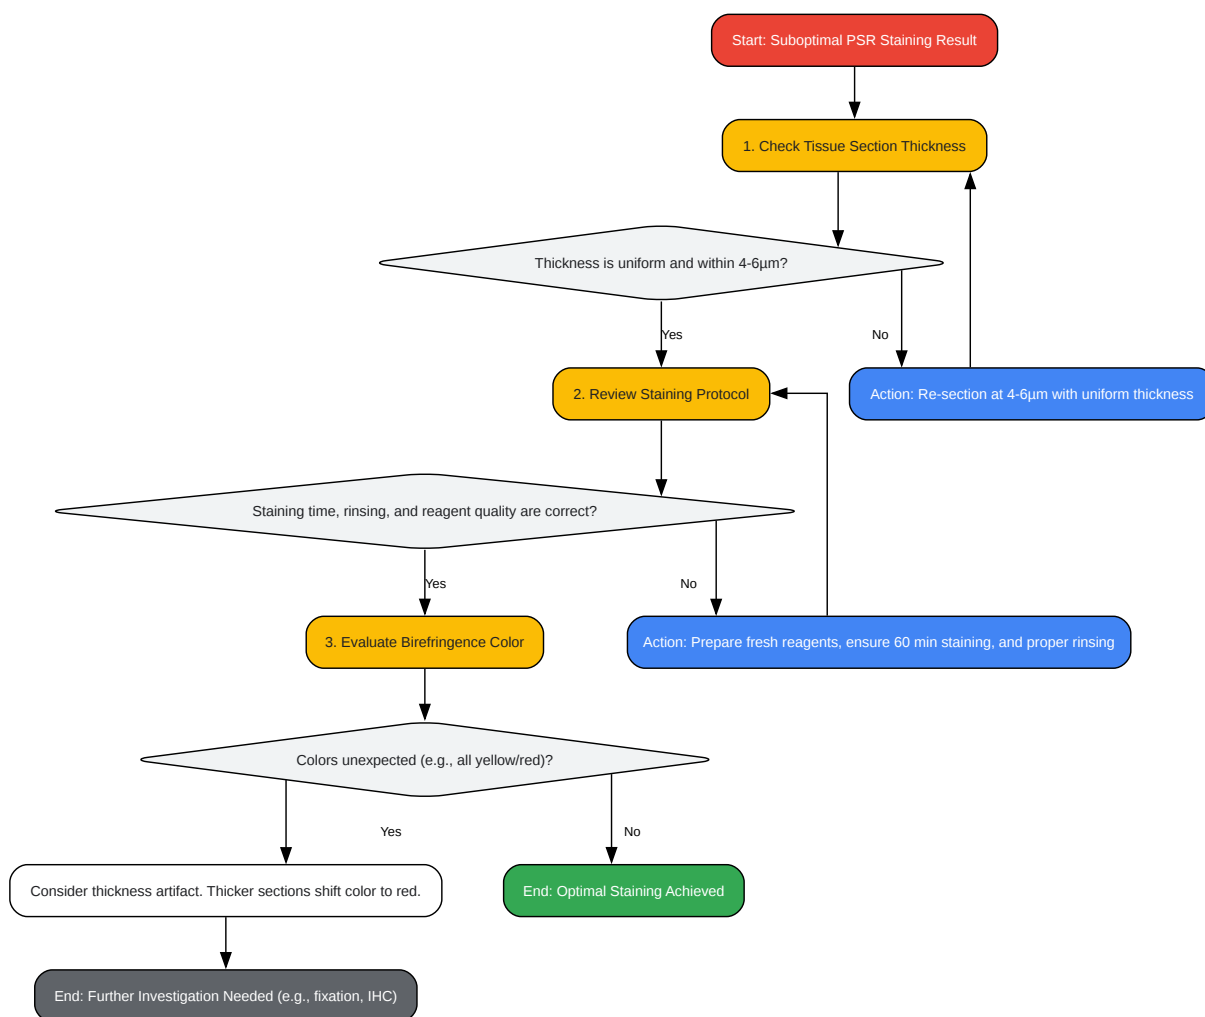 Start: Suboptimal PSR Staining Result
1. Check Tissue Section Thickness
Thickness is uniform and within 4-6µm?
Yes
No
2. Review Staining Protocol
Action: Re-section at 4-6µm with uniform thickness
Staining time, rinsing, and reagent quality are correct?
Yes
No
3. Evaluate Birefringence Color
Action: Prepare fresh reagents, ensure 60 min staining, and proper rinsing
Colors unexpected (e.g., all yellow/red)?
Yes
No
Consider thickness artifact. Thicker sections shift color to red.
End: Optimal Staining Achieved
End: Further Investigation Needed (e.g., fixation, IHC)